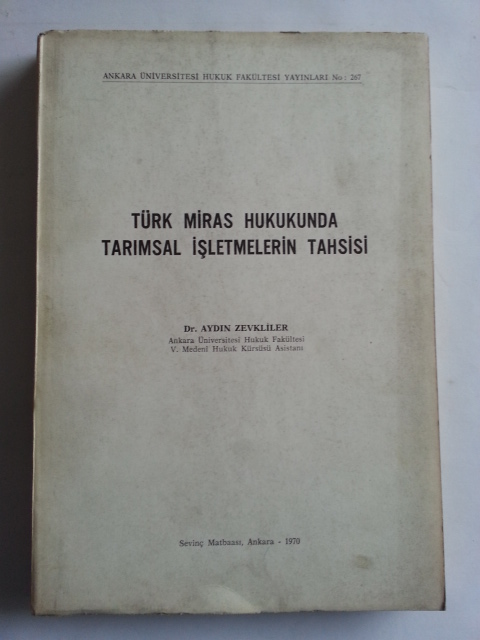 ANKARA ÜNİVERSİTESİ HUKUK FAKÜLTESİ YAYINLARI No: 267
TÜRK MİRAS HUKUKUNDA
TARIMSAL İŞLETMELERİN TAHSİSİ
Dr. AYDIN ZEVKLİLER
Ankara Üniversitesi Hukuk Fakültesi
V. Medenî Hukuk Kürsüsü Asistanı
Sevinç Matbaası, Ankara - 1970